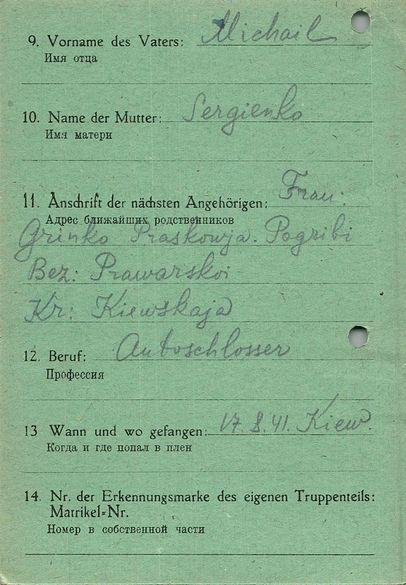 9. Vorname des Vaters: Michail
Имя отца
10. Name der Mutter: Sergienko
Имя матери
11. Anschrift der nächsten Angehörigen: Frau:
Адрес ближайших родственников
Grinko Praskowja. Pogribi
Bez: Prawarskoi
Kr: Kiewskaja
12. Beruf: Autoschlosser
Профессия
13 Wann und wo gefangen: 17.8.41. Kiew.
Когда и где попал в плен
14. Nr. der Erkennungsmarke des eigenen Truppenteils:
Matrikel-Nr.
Номер в собственной части